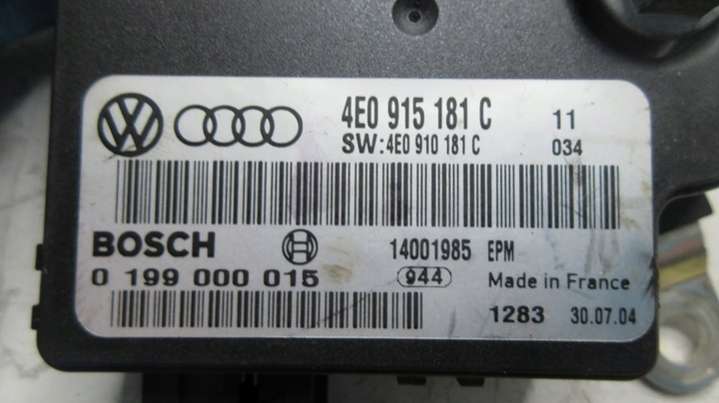 4E0 915 181 C 11
SW:4E0 910 181 C 034
BOSCH 14001985 EPM
0 199 000 015 944 Made in France
1283 30.07.04